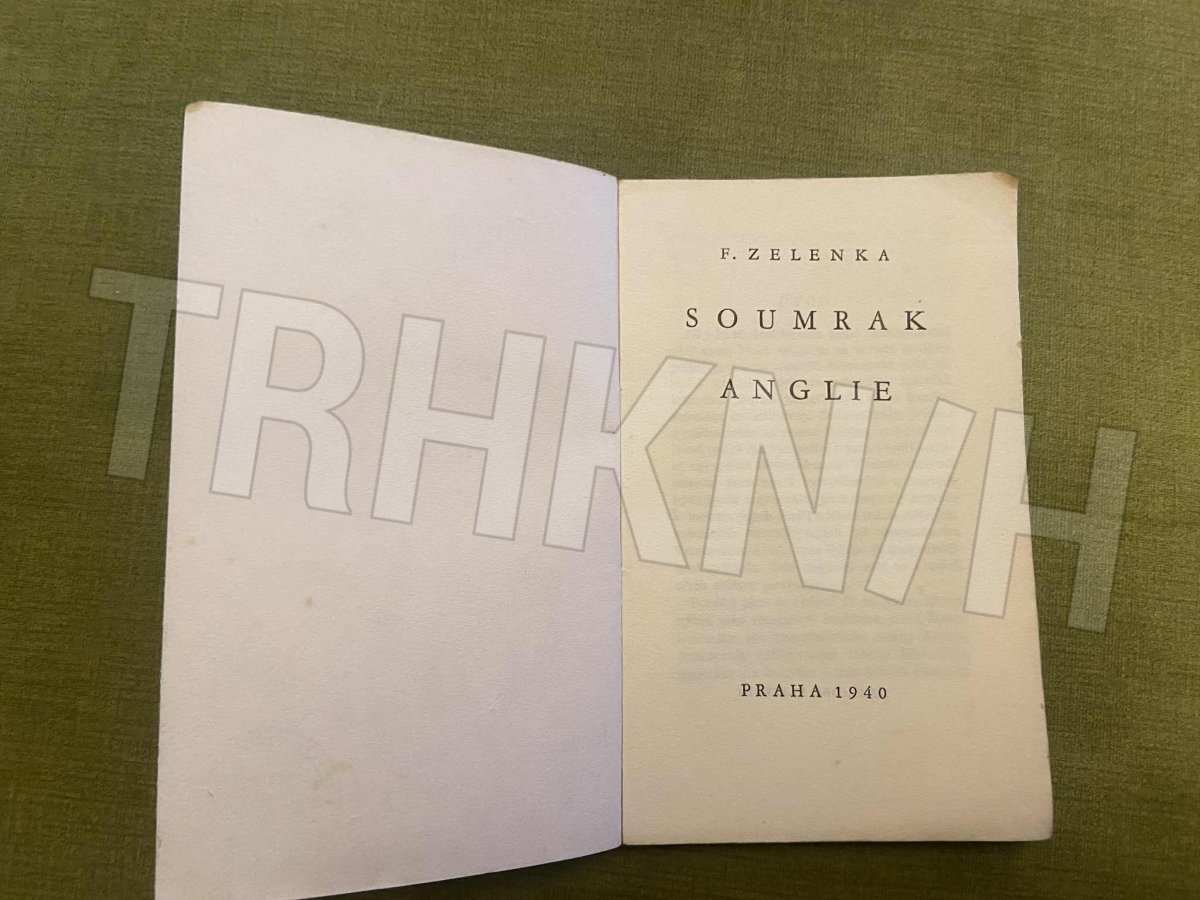 F. ZELENKA
SOUMRAK
ANGLIE
PRAHA 1940
TRHKNIH